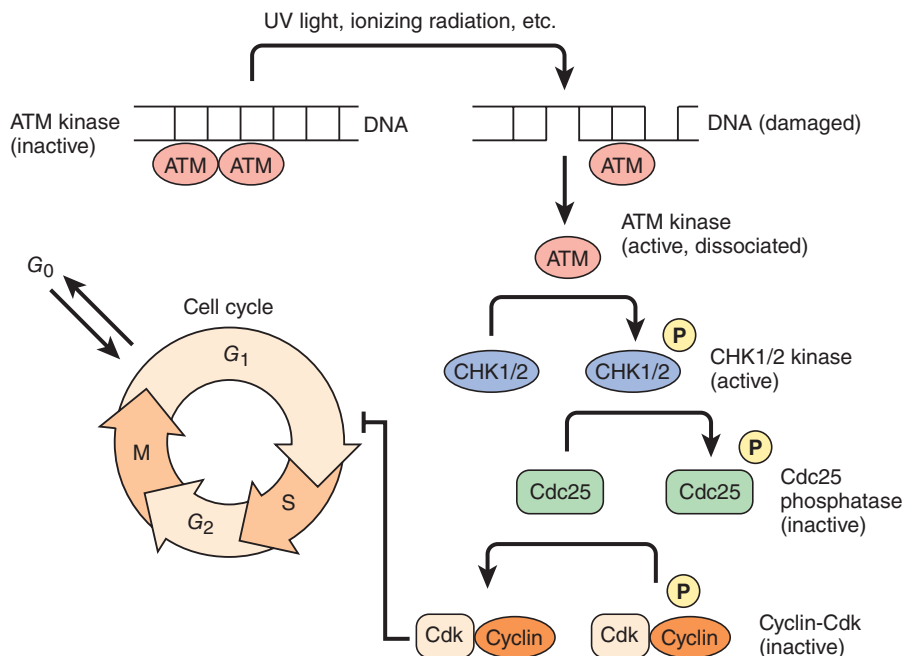 UV light, ionizing radiation, etc.
ATM kinase
(inactive)
DNA
ATM
ATM
DNA (damaged)
ATM
ATM kinase
(active, dissociated)
ATM
G0
Cell cycle
G1
M
S
G2
P
CHK1/2
CHK1/2
CHK1/2 kinase
(active)
P
Cdc25
Cdc25
Cdc25
phosphatase
(inactive)
P
Cdk
Cyclin
Cdk
Cyclin
Cyclin-Cdk
(inactive)